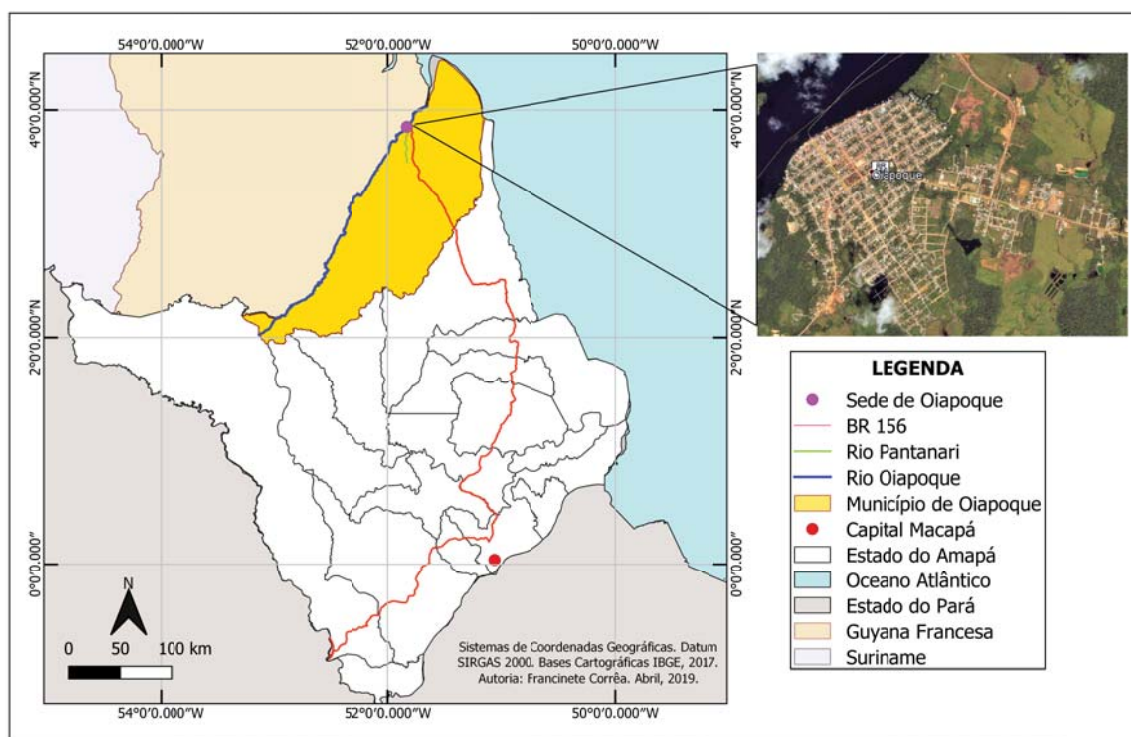 54°0'0.000"W
52°0'0.000"W
50°0'0.000"W
4°0'0.000"N
4°0'0.000"N
2°0'0.000"N
2°0'0.000"N
0°0'0.000"
0°0'0.000"
Oiapoque
N
0 50 100 km
Sistemas de Coordenadas Geográficas. Datum
SIRGAS 2000. Bases Cartográficas IBGE, 2017.
Autoria: Francinete Corrêa. Abril, 2019.
54°0'0.000"W
52°0'0.000"W
50°0'0.000"W
LEGENDA
Sede de Oiapoque
BR 156
Rio Pantanari
Rio Oiapoque
Município de Oiapoque
Capital Macapá
Estado do Amapá
Oceano Atlântico
Estado do Pará
Guyana Francesa
Suriname